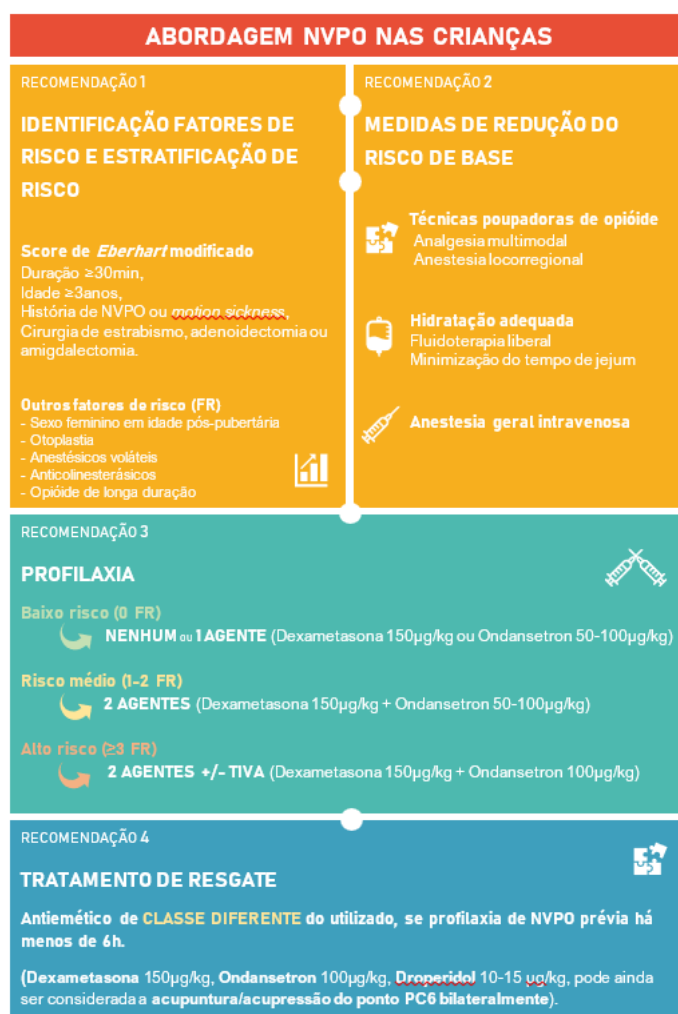 ABORDAGEM NVPO NAS CRIANÇAS
RECOMENDAÇÃO 1
IDENTIFICAÇÃO FATORES DE
RISCO E ESTRATIFICAÇÃO DE
RISCO
Score de Eberhart modificado
Duração ≥30min,
Idade ≥3anos,
História de NVPO ou motion sickness,
Cirurgia de estrabismo, adenoidectomia ou
amigdalectomia.
Outros fatores de risco (FR)
- Sexo feminino em idade pós-pubertária
- Otoplastia
- Anestésicos voláteis
- Anticolinesterásicos
- Opióide de longa duração
RECOMENDAÇÃO 2
MEDIDAS DE REDUÇÃO DO
RISCO DE BASE
Técnicas poupadoras de opióide
Analgesia multimodal
Anestesia locorregional
Hidratação adequada
Fluidoterapia liberal
Minimização do tempo de jejum
Anestesia geral intravenosa
RECOMENDAÇÃO 3
PROFILAXIA
Baixo risco (0 FR)
NENHUM ou 1 AGENTE (Dexametasona 150µg/kg ou Ondansetron 50-100µg/kg)
Risco médio (1-2 FR)
2 AGENTES (Dexametasona 150µg/kg + Ondansetron 50-100µg/kg)
Alto risco (≥3 FR)
2 AGENTES +/- TIVA (Dexametasona 150µg/kg + Ondansetron 100µg/kg)
RECOMENDAÇÃO 4
TRATAMENTO DE RESGATE
Antiemético de CLASSE DIFERENTE do utilizado, se profilaxia de NVPO prévia há
menos de 6h.
(Dexametasona 150µg/kg, Ondansetron 100µg/kg, Droperidol 10-15 µg/kg, pode ainda
ser considerada a acupuntura/acupressão do ponto PC6 bilateralmente).